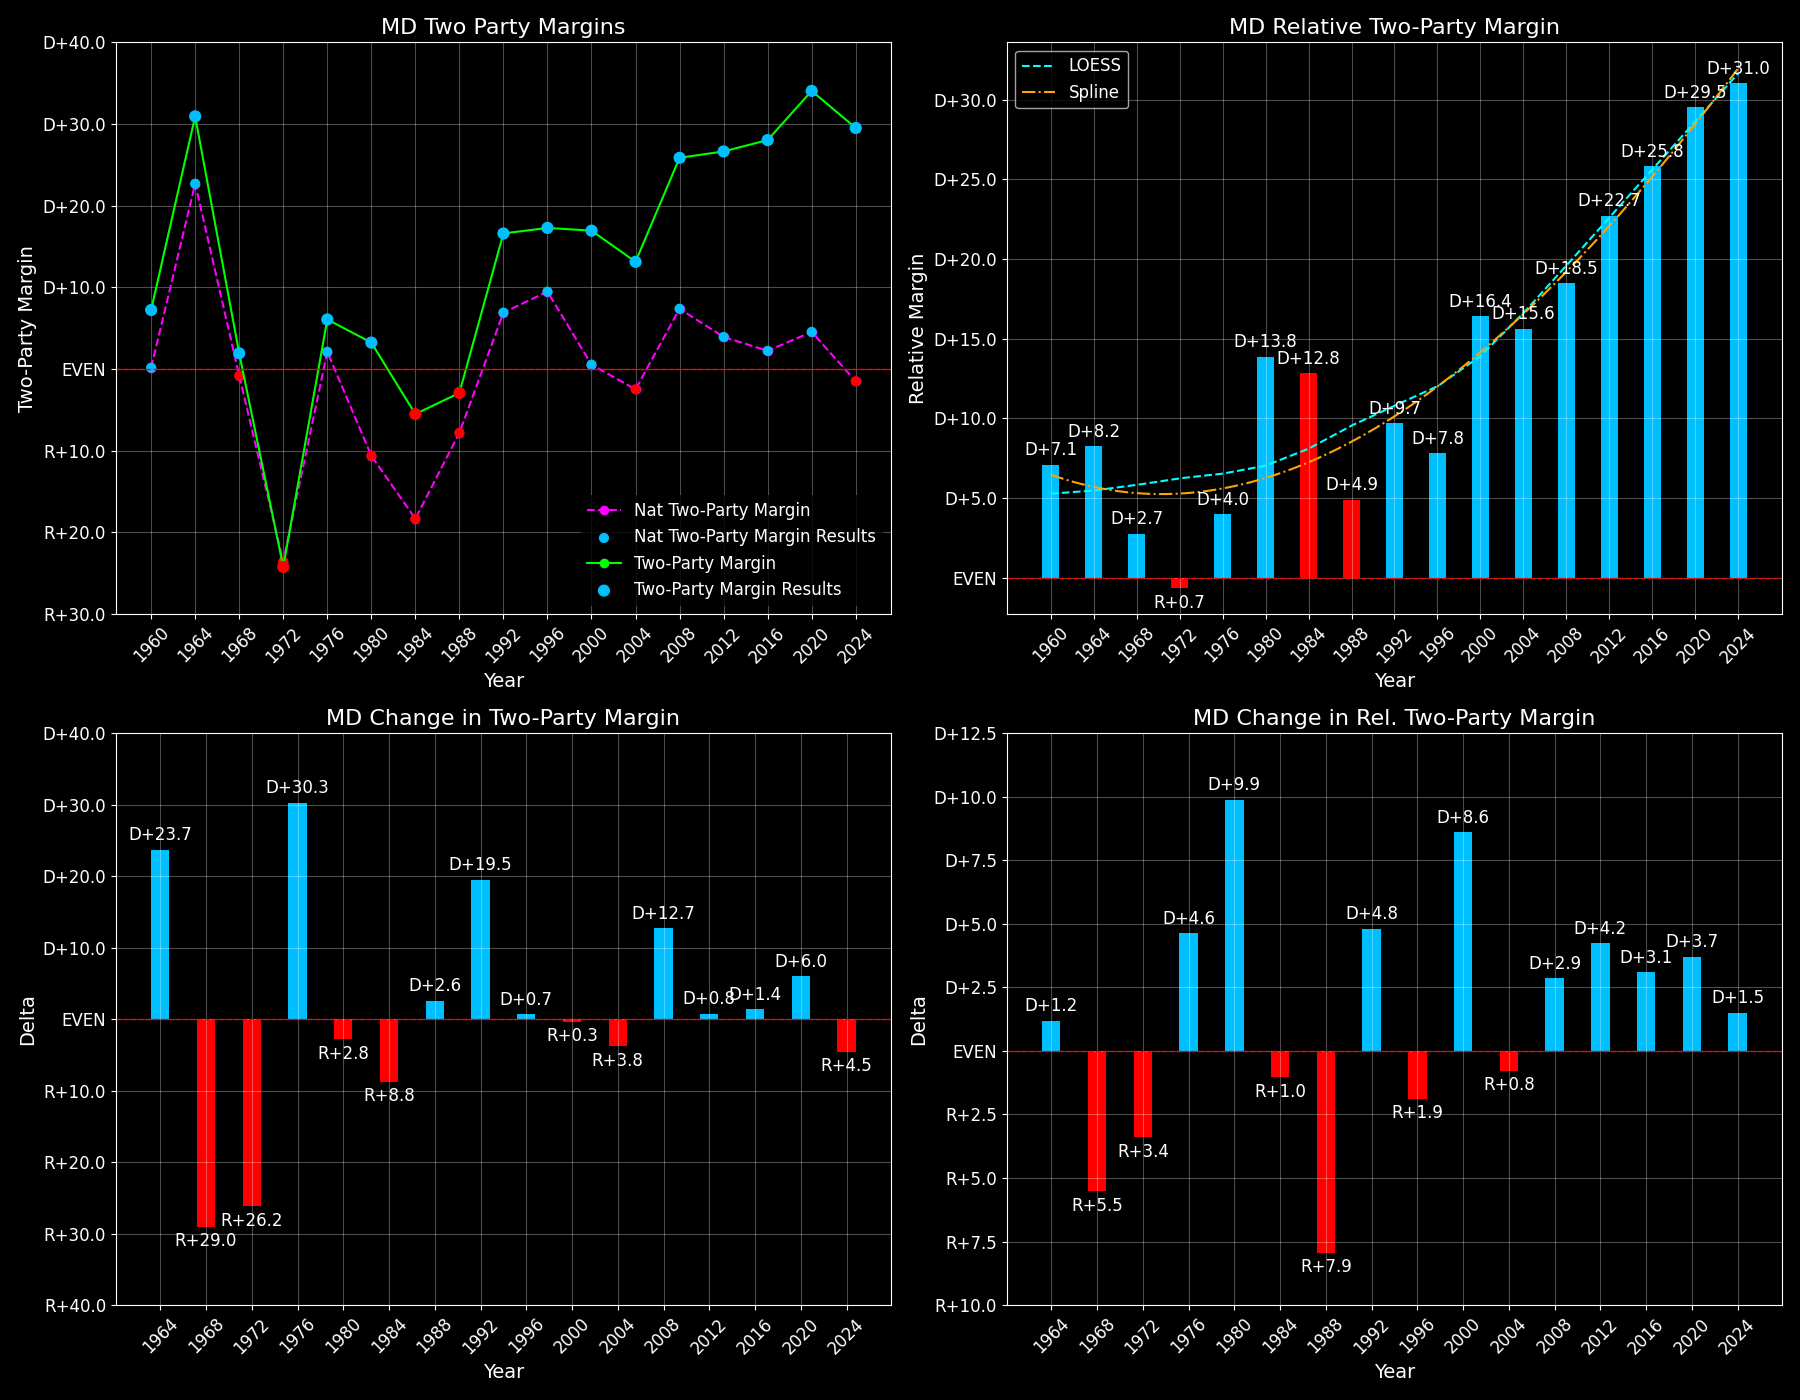 MD Two Party Margins
D+40.0
D+30.0
D+20.0
D+10.0
EVEN
R+10.0
R+20.0
R+30.0
Two-Party Margin
Nat Two-Party Margin
Nat Two-Party Margin Results
Two-Party Margin
Two-Party Margin Results
1960
1964
1968
1972
1976
1980
1984
1988
1992
1996
2000
2004
2008
2012
2016
2020
2024
Year
MD Relative Two-Party Margin
LOESS
Spline
D+30.0
D+25.0
D+20.0
D+15.0
D+10.0
D+5.0
EVEN
Relative Margin
D+7.1
D+8.2
D+2.7
R+0.7
D+4.0
D+13.8
D+12.8
D+4.9
D+9.7
D+7.8
D+16.4
D+15.6
D+18.5
D+22.7
D+25.8
D+29.5
D+31.0
1960
1964
1968
1972
1976
1980
1984
1988
1992
1996
2000
2004
2008
2012
2016
2020
2024
Year
MD Change in Two-Party Margin
D+40.0
D+30.0
D+20.0
D+10.0
EVEN
R+10.0
R+20.0
R+30.0
R+40.0
Delta
D+23.7
R+29.0
R+26.2
D+30.3
R+2.8
R+8.8
D+2.6
D+19.5
D+0.7
R+0.3
R+3.8
D+12.7
D+0.8
D+1.4
D+6.0
R+4.5
1964
1968
1972
1976
1980
1984
1988
1992
1996
2000
2004
2008
2012
2016
2020
2024
Year
MD Change in Rel. Two-Party Margin
D+12.5
D+10.0
D+7.5
D+5.0
D+2.5
EVEN
R+2.5
R+5.0
R+7.5
R+10.0
Delta
D+1.2
R+5.5
R+3.4
D+4.6
D+9.9
R+1.0
R+7.9
D+4.8
R+1.9
D+8.6
R+0.8
D+2.9
D+4.2
D+3.1
D+3.7
D+1.5
1964
1968
1972
1976
1980
1984
1988
1992
1996
2000
2004
2008
2012
2016
2020
2024
Year